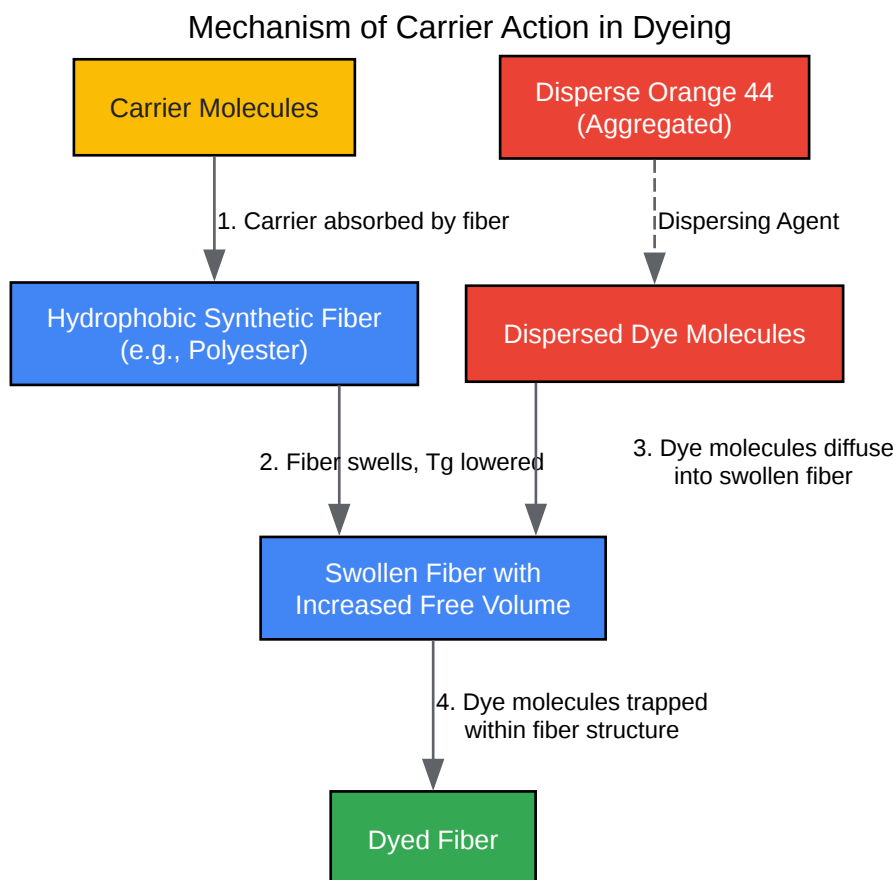 Mechanism of Carrier Action in Dyeing
Carrier Molecules
Disperse Orange 44
(Aggregated)
1. Carrier absorbed by fiber
Dispersing Agent
Hydrophobic Synthetic Fiber
(e.g., Polyester)
Dispersed Dye Molecules
2. Fiber swells, Tg lowered
3. Dye molecules diffuse
into swollen fiber
Swollen Fiber with
Increased Free Volume
4. Dye molecules trapped
within fiber structure
Dyed Fiber